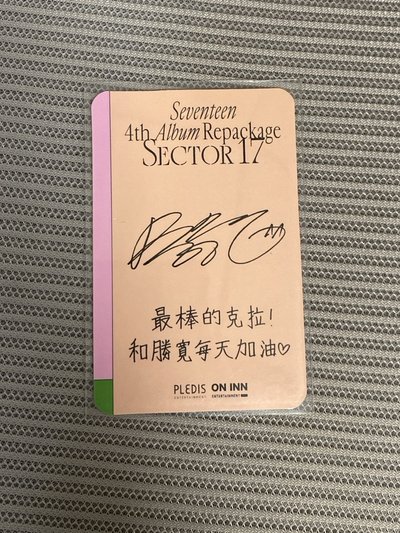 Seventeen
4th Album Repackage
SECTOR 17
最棒的克拉!
和勝寬每天加油♡
PLEDIS ON INN
ENTERTAINMENT ENTERTAINMENT